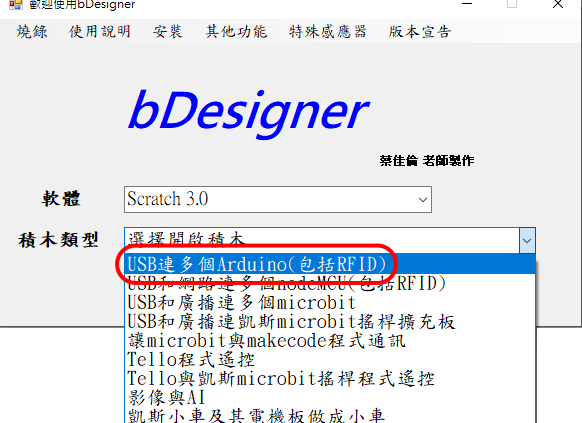 歡迎使用bDesigner
燒錄 使用說明 安裝 其他功能 特殊感應器 版本宣告
bDesigner
蔡佳倫 老師製作
軟體 Scratch 3.0
積木類型 選擇開啟積木
USB連多個Arduino(包括RFID)
USB和網路連多個nodeMCU(包括RFID)
USB和廣播連多個microbit
USB和廣播連凱斯microbit搖桿擴充板
讓microbit與makecode程式通訊
Tello程式遙控
Tello與凱斯microbit搖桿程式遙控
影像與AI
凱斯小車及其電機板做成小車